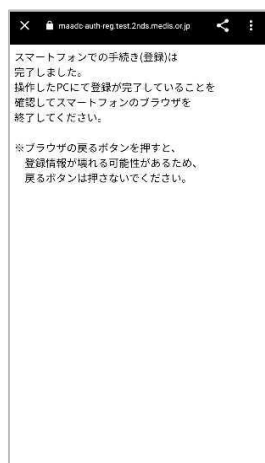 maadc-auth-reg.test.2nds.medis.or.jp
スマートフォンでの手続き(登録)は
完了しました。
操作したPCにて登録が完了していることを
確認してスマートフォンのブラウザを
終了してください。
※ブラウザの戻るボタンを押すと、
登録情報が壊れる可能性があるため、
戻るボタンは押さないでください。